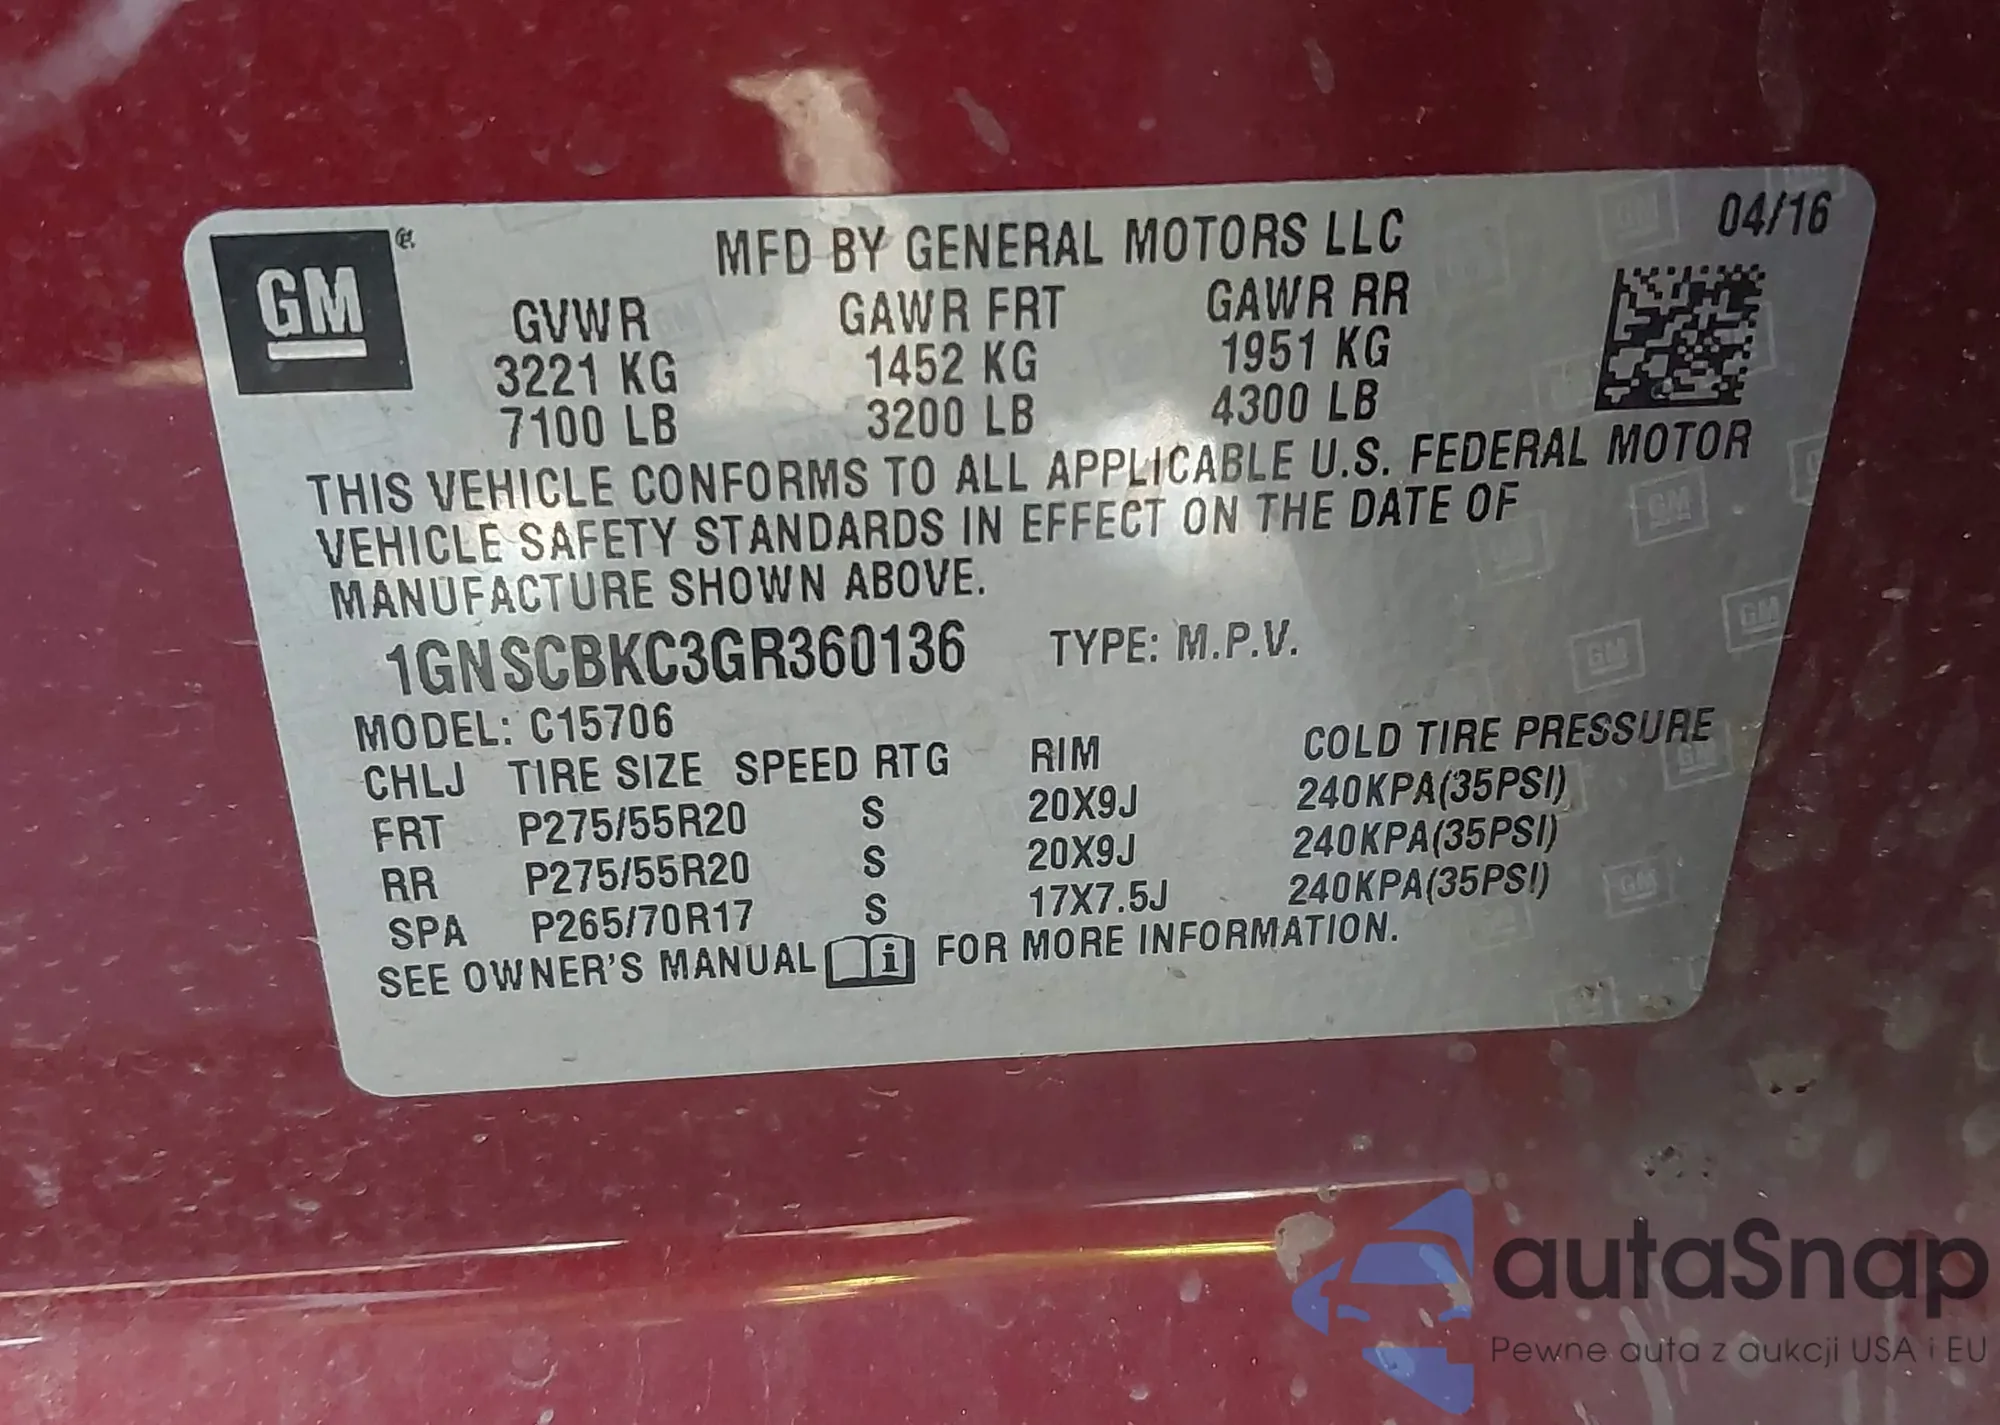 04/16
GM
MFD BY GENERAL MOTORS LLC
GVWR GAWR FRT GAWR RR
3221 KG 1452 KG 1951 KG
7100 LB 3200 LB 4300 LB
THIS VEHICLE CONFORMS TO ALL APPLICABLE U.S. FEDERAL MOTOR
VEHICLE SAFETY STANDARDS IN EFFECT ON THE DATE OF
MANUFACTURE SHOWN ABOVE.
1GNSCBKC3GR360136 TYPE: M.P.V.
MODEL: C15706
CHLJ TIRE SIZE SPEED RTG RIM COLD TIRE PRESSURE
FRT P275/55R20 S 20X9J 240KPA(35PSI)
RR P275/55R20 S 20X9J 240KPA(35PSI)
SPA P265/70R17 S 17X7.5J 240KPA(35PSI)
SEE OWNER'S MANUAL i FOR MORE INFORMATION.
autaSnap
Pewne auta z aukcji USA i EU